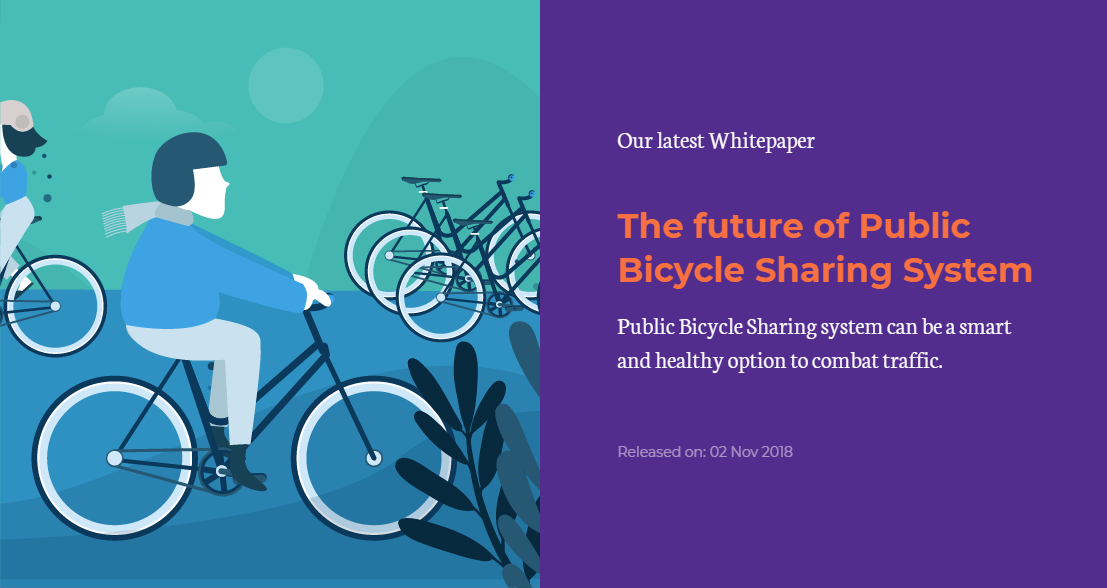 Our latest Whitepaper
The future of Public
Bicycle Sharing System
Public Bicycle Sharing system can be a smart
and healthy option to combat traffic.
Released on: 02 Nov 2018